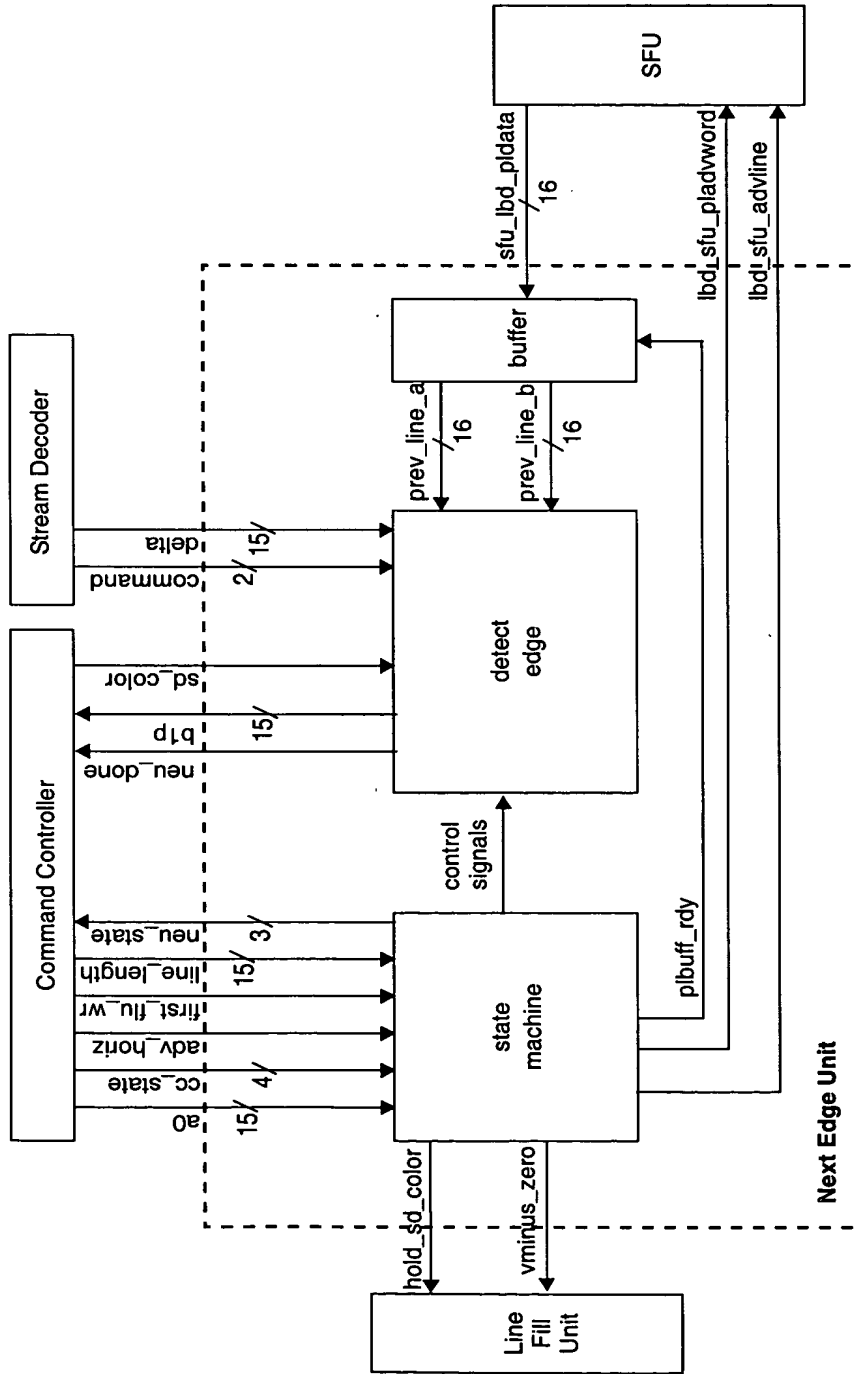 Command Controller
Stream Decoder
a0
15
cc_state
4
adv_horiz
first_flu_wr
line_length
15
neu_state
3
neu_done
b1p
15
sd_color
command
2
delta
15
hold_sd_color
vminus_zero
Line
Fill
Unit
state
machine
control
signals
detect
edge
prev_line_a
16
prev_line_b
16
buffer
sfu_lbd_pldata
16
SFU
plbuff_rdy
lbd_sfu_pladvword
lbd_sfu_advline
Next Edge Unit